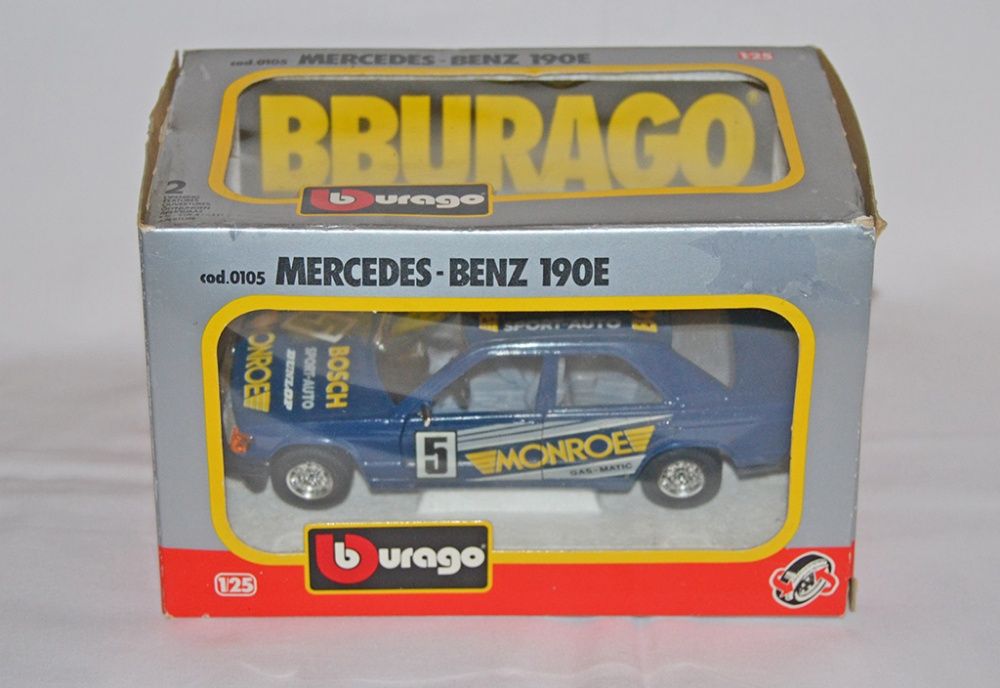 cod.0105 MERCEDES-BENZ 190E
1:25
BBURAGO
2
burago
cod.0105 MERCEDES-BENZ 190E
SPORT-AUTO
MONROE
SPORT-AUTO
DUNLOP
BOSCH
5
MONROE
GAS-MATIC
burago
1:25